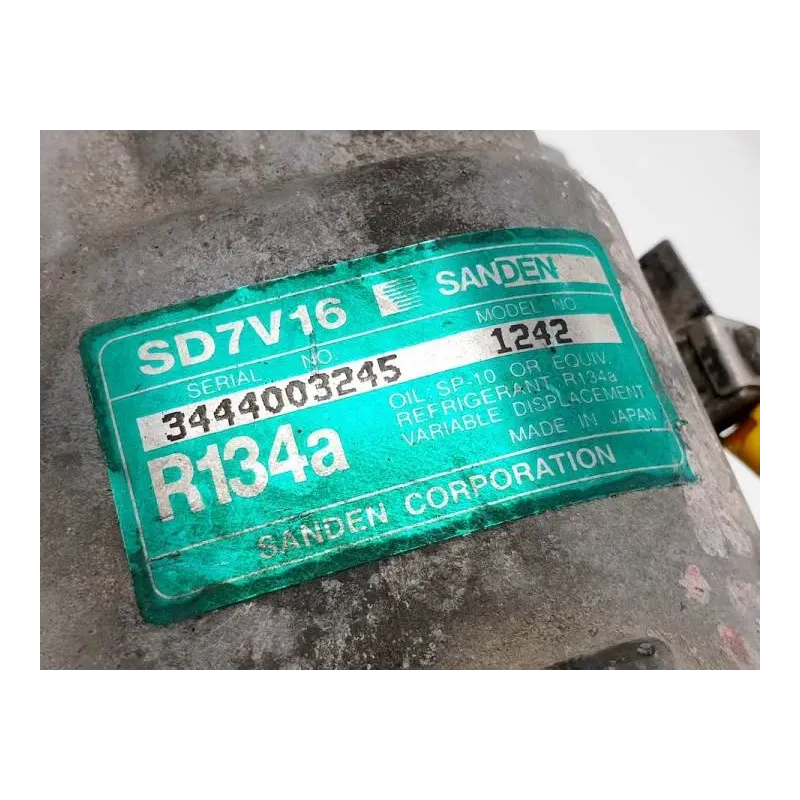 SD7V16 SANDEN
SERIAL NO. MODEL NO.
3444003245 1242
R134a
OIL SP-10 OR EQUIV.
REFRIGERANT R134a
VARIABLE DISPLACEMENT
MADE IN JAPAN
SANDEN CORPORATION